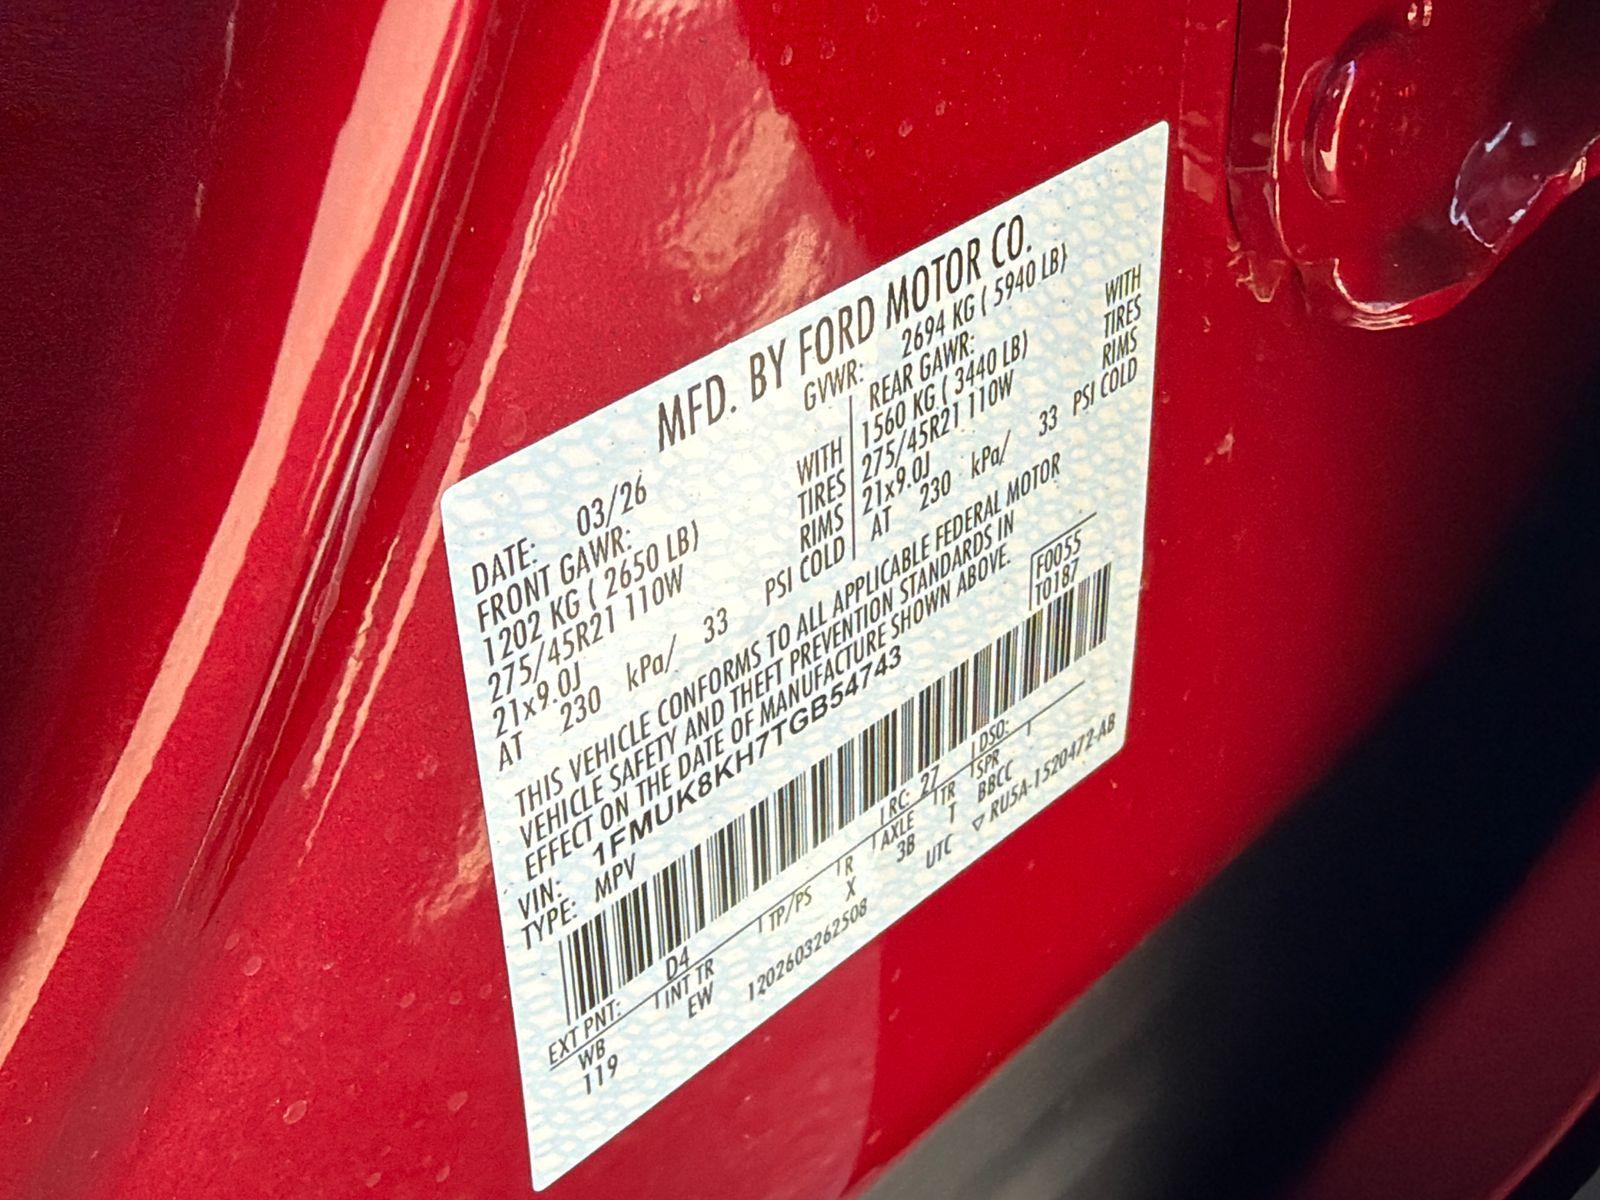 MFD. BY FORD MOTOR CO.
DATE: 03/26 GVWR: 2694 KG ( 5940 LB)
FRONT GAWR: REAR GAWR:
1202 KG ( 2650 LB) WITH 1560 KG ( 3440 LB) WITH
275/45R21 110W TIRES 275/45R21 110W TIRES
21x9.0J RIMS 21x9.0J RIMS
AT 230 kPa/ 33 PSI COLD AT 230 kPa/ 33 PSI COLD
THIS VEHICLE CONFORMS TO ALL APPLICABLE FEDERAL MOTOR
VEHICLE SAFETY AND THEFT PREVENTION STANDARDS IN
EFFECT ON THE DATE OF MANUFACTURE SHOWN ABOVE.
VIN: 1FMUK8KH7TGB54743 F0055
TYPE: MPV T0187
EXT PNT: D4 RC: 27 DSO:
WB INT TR TP/PS R AXLE TR SPR
119 EW X 3B T BBCC
UTC
1202603262508 ▽ RU5A-1520472-AB